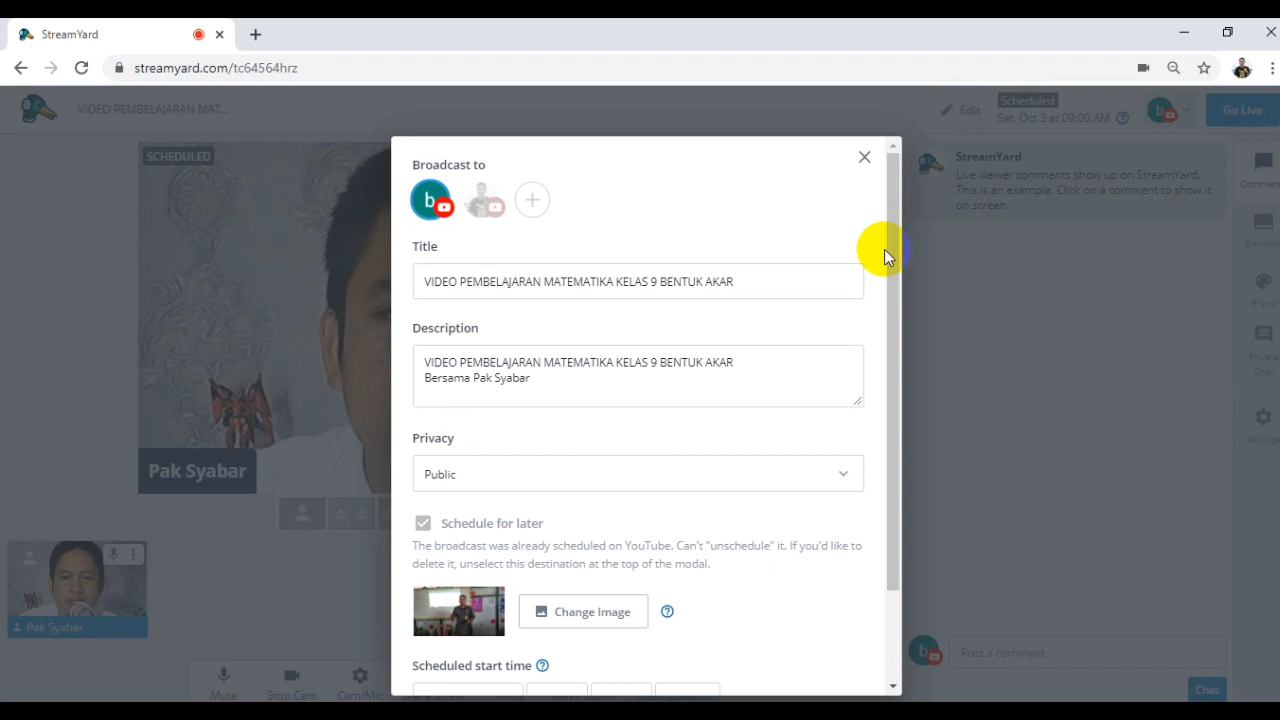 StreamYard
streamyard.com/tc64564hrz
VIDEO PEMBELAJARAN MAT...
Edit
Scheduled
Sat, Oct 3 at 09:00 AM
b
Go Live
SCHEDULED
Pak Syabar
Pak Syabar
Mute
Stop Cam
Cam/Mic
Broadcast to
b
Title
VIDEO PEMBELAJARAN MATEMATIKA KELAS 9 BENTUK AKAR
Description
VIDEO PEMBELAJARAN MATEMATIKA KELAS 9 BENTUK AKAR
Bersama Pak Syabar
Privacy
Public
Schedule for later
The broadcast was already scheduled on YouTube. Can't "unschedule" it. If you'd like to
delete it, unselect this destination at the top of the modal.
Change Image
Scheduled start time
StreamYard
Live viewer comments show up on StreamYard.
This is an example. Click on a comment to show it
on screen.
Brand
Private
Chat
b
Post a comment
Chat